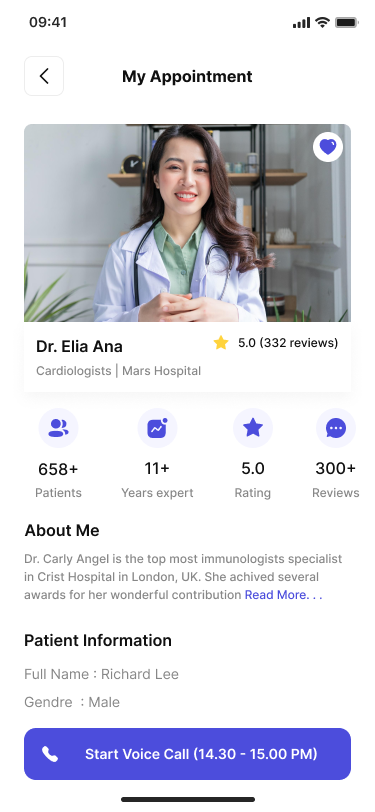 09:41
My Appointment
Dr. Elia Ana
5.0 (332 reviews)
Cardiologists | Mars Hospital
658+
11+
5.0
300+
Patients
Years expert
Rating
Reviews
About Me
Dr. Carly Angel is the top most immunologists specialist
in Crist Hospital in London, UK. She achived several
awards for her wonderful contribution Read More. . .
Patient Information
Full Name : Richard Lee
Gendre : Male
Start Voice Call (14.30 - 15.00 PM)